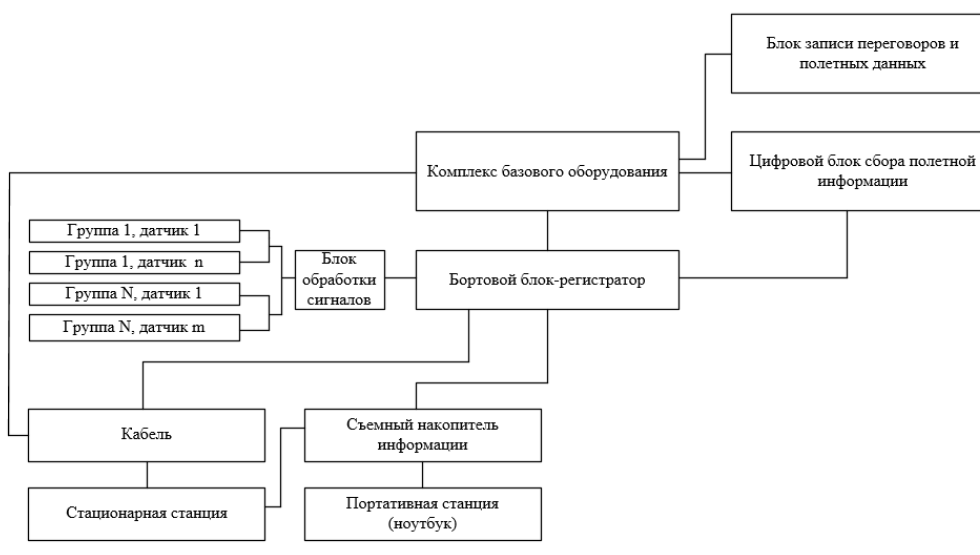 Блок записи переговоров и
полетных данных
Комплекс базового оборудования
Цифровой блок сбора полетной
информации
Группа 1, датчик 1
Группа 1, датчик n
Группа N, датчик 1
Группа N, датчик m
Блок
обработки
сигналов
Бортовой блок-регистратор
Кабель
Съемный накопитель
информации
Стационарная станция
Портативная станция
(ноутбук)